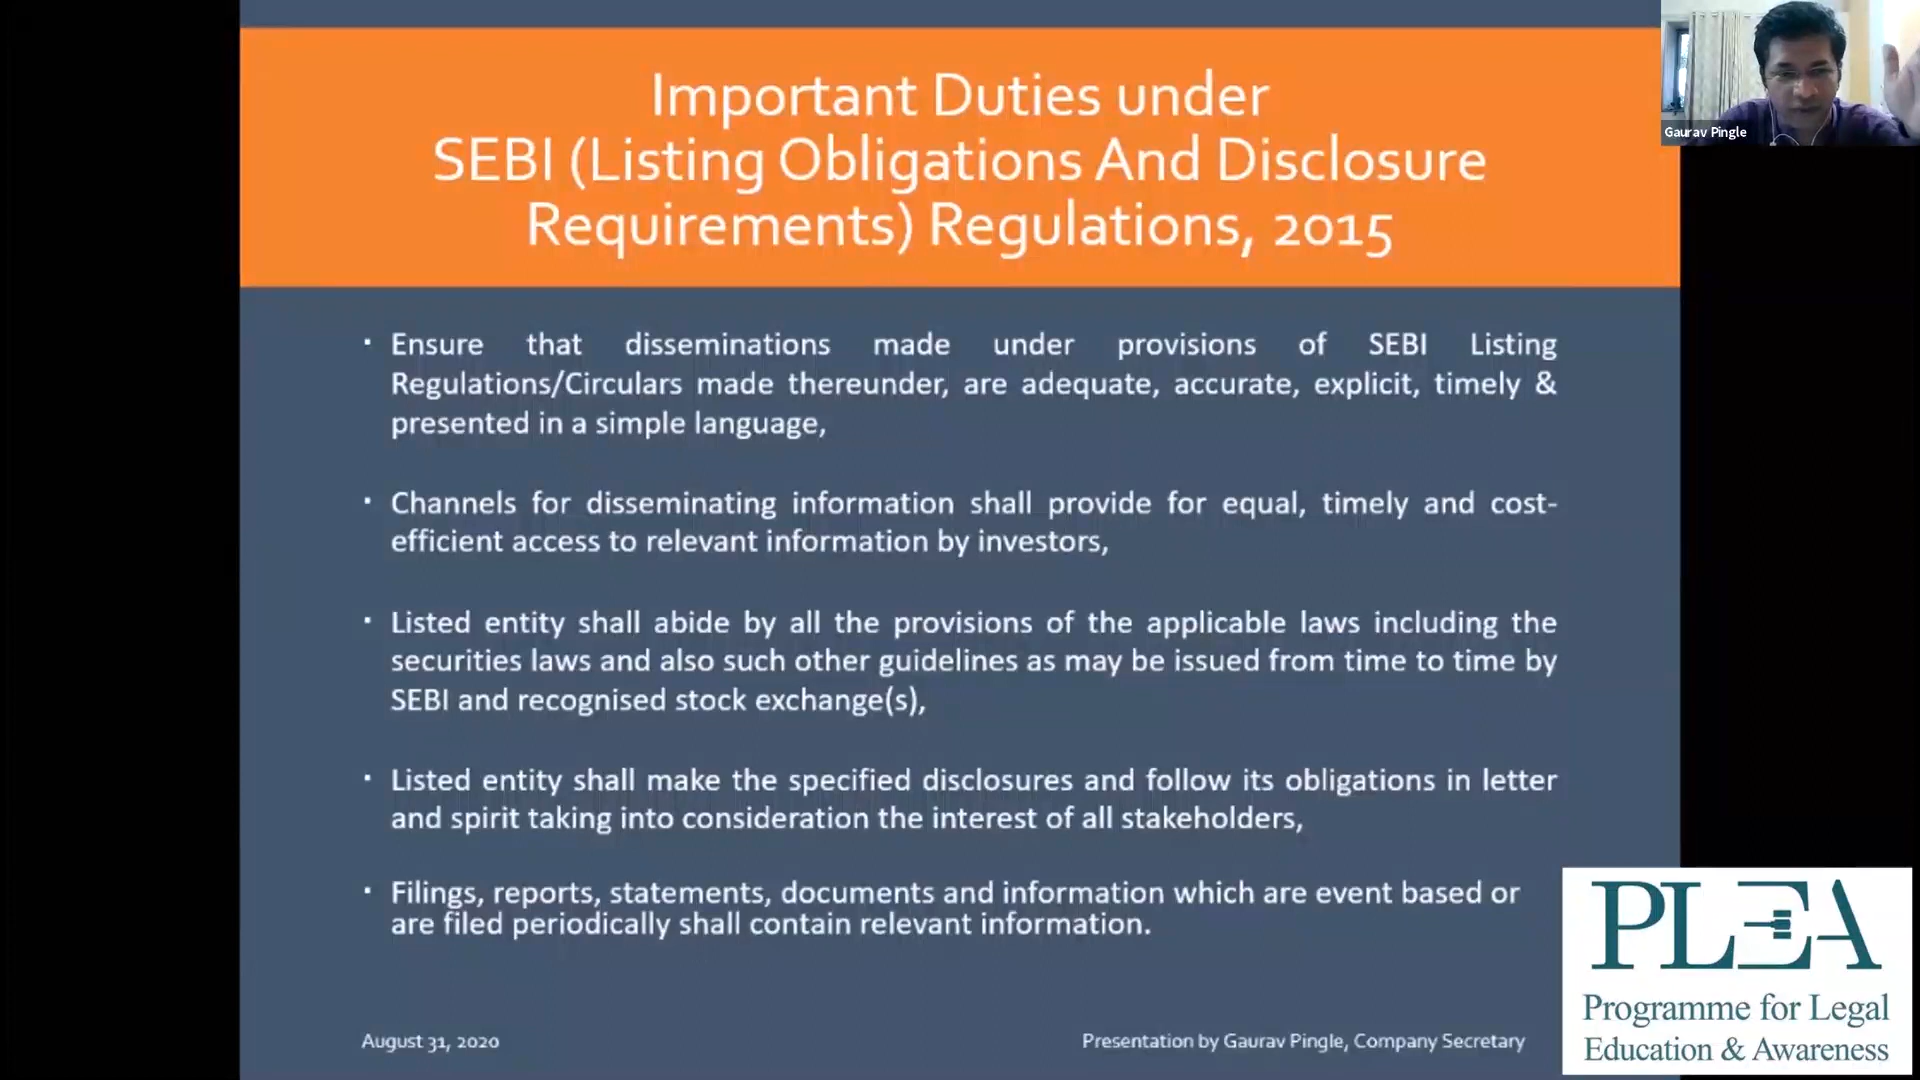 Important Duties under
SEBI (Listing Obligations And Disclosure
Requirements) Regulations, 2015
Gaurav Pingle
· Ensure that disseminations made under provisions of SEBI Listing
Regulations/Circulars made thereunder, are adequate, accurate, explicit, timely &
presented in a simple language,
· Channels for disseminating information shall provide for equal, timely and cost-
efficient access to relevant information by investors,
· Listed entity shall abide by all the provisions of the applicable laws including the
securities laws and also such other guidelines as may be issued from time to time by
SEBI and recognised stock exchange(s),
· Listed entity shall make the specified disclosures and follow its obligations in letter
and spirit taking into consideration the interest of all stakeholders,
· Filings, reports, statements, documents and information which are event based or
are filed periodically shall contain relevant information.
August 31, 2020
Presentation by Gaurav Pingle, Company Secretary
PLEA
Programme for Legal
Education & Awareness